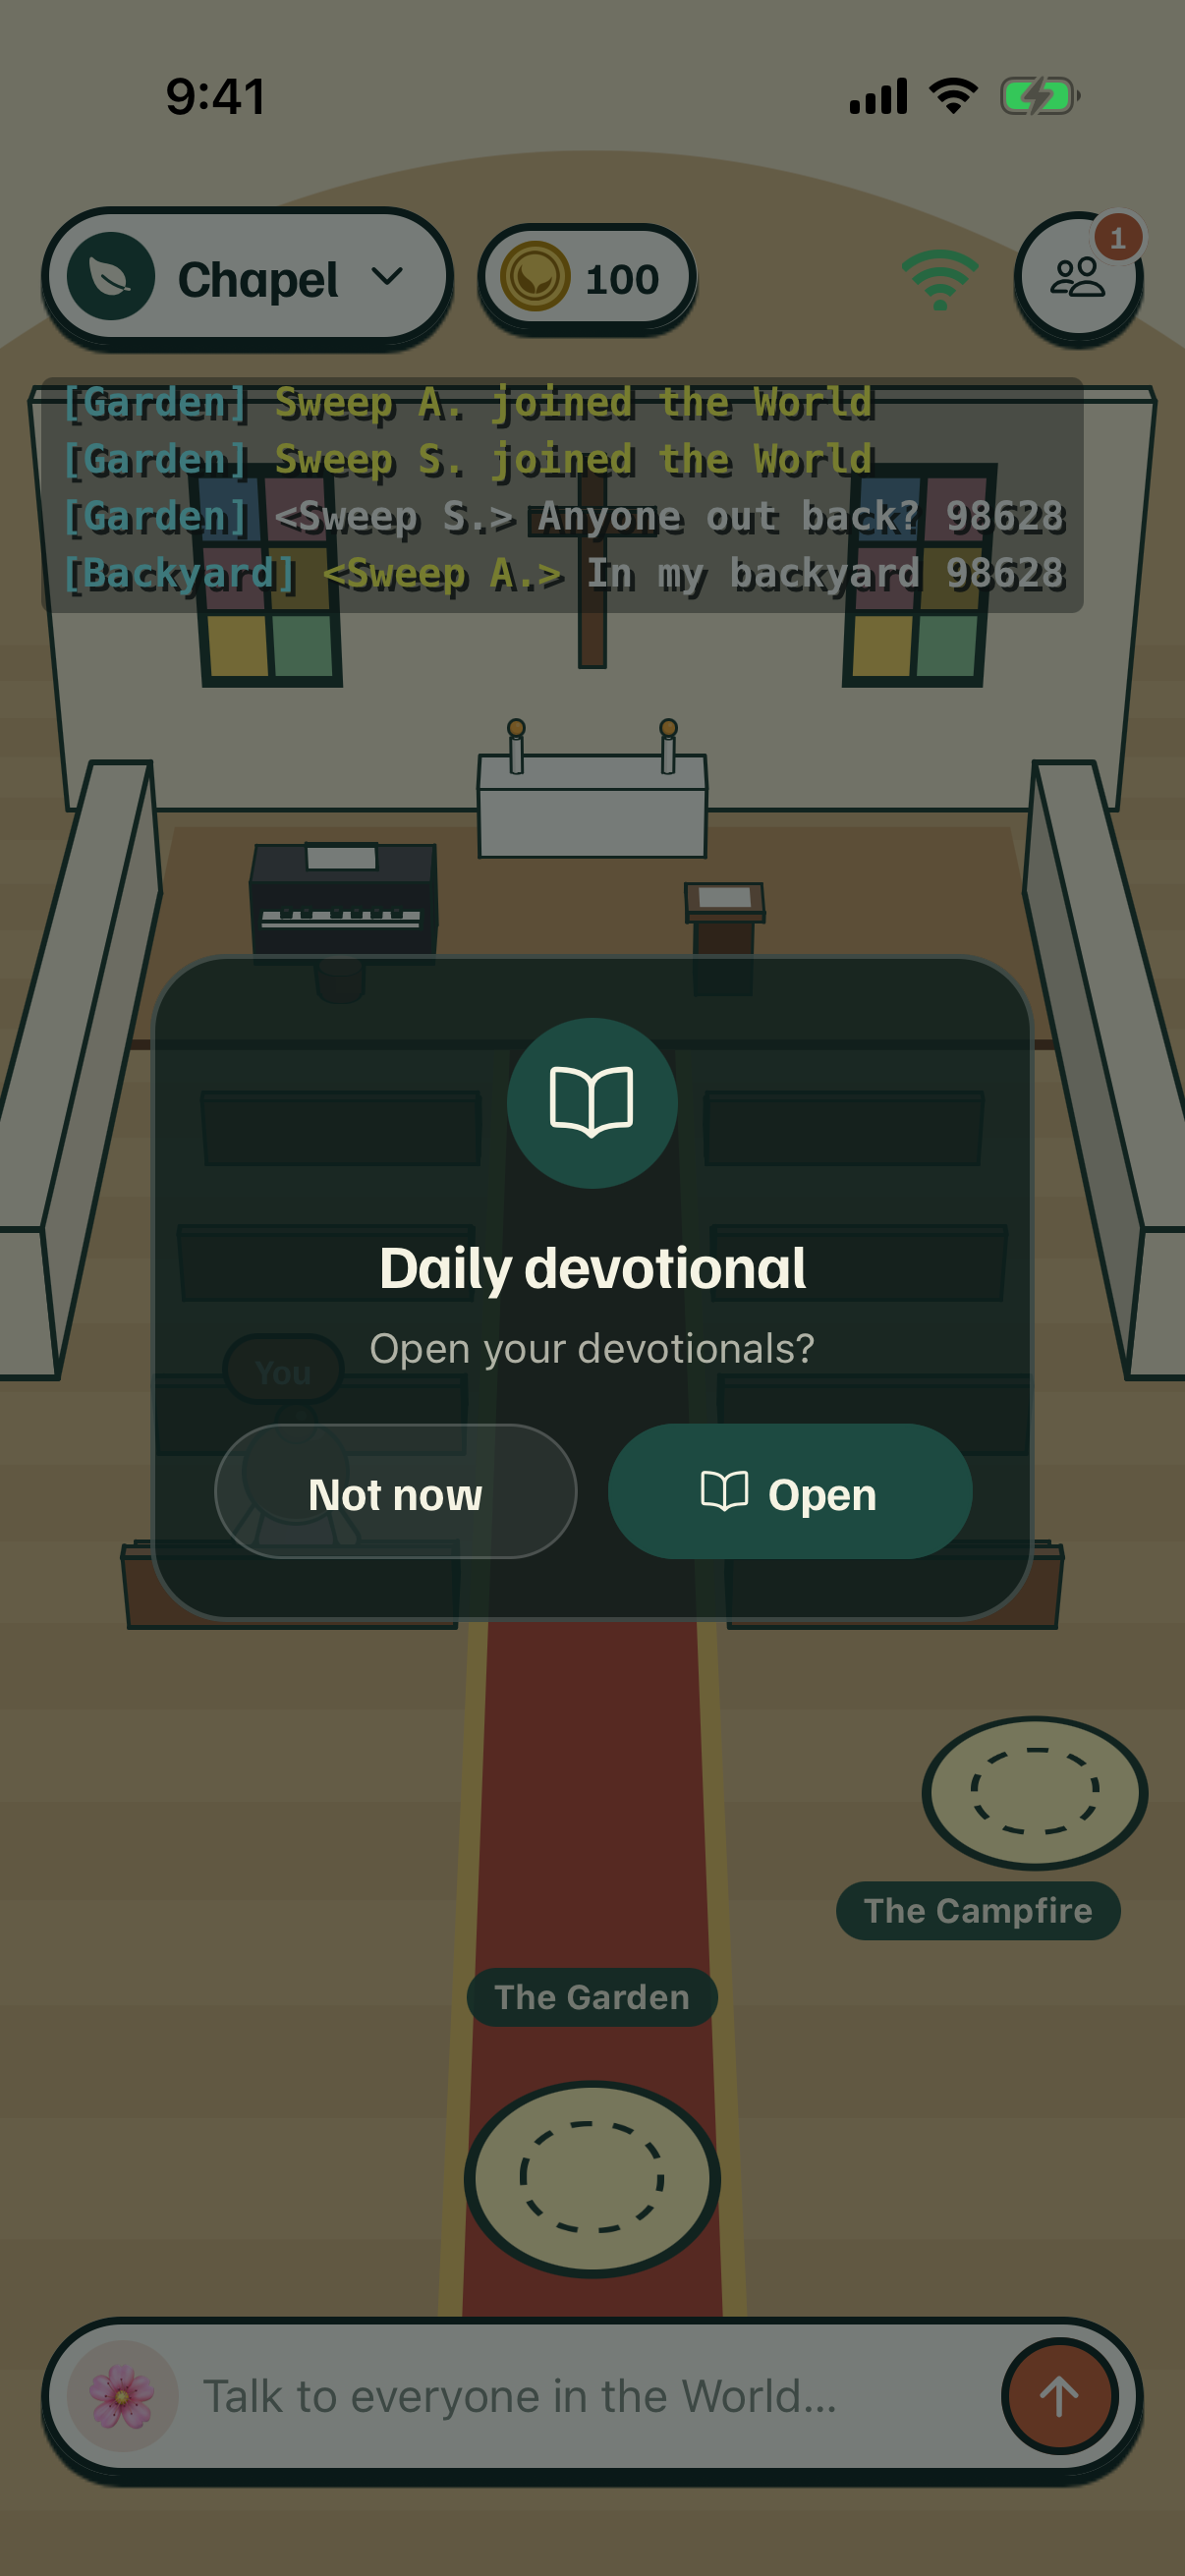 9:41
Chapel
100
1
[Garden] Sweep A. joined the World
[Garden] Sweep S. joined the World
[Garden] <Sweep S.> Anyone out back? 98628
[Backyard] <Sweep A.> In my backyard 98628
Daily devotional
Open your devotionals?
You
Not now
Open
The Campfire
The Garden
Talk to everyone in the World...